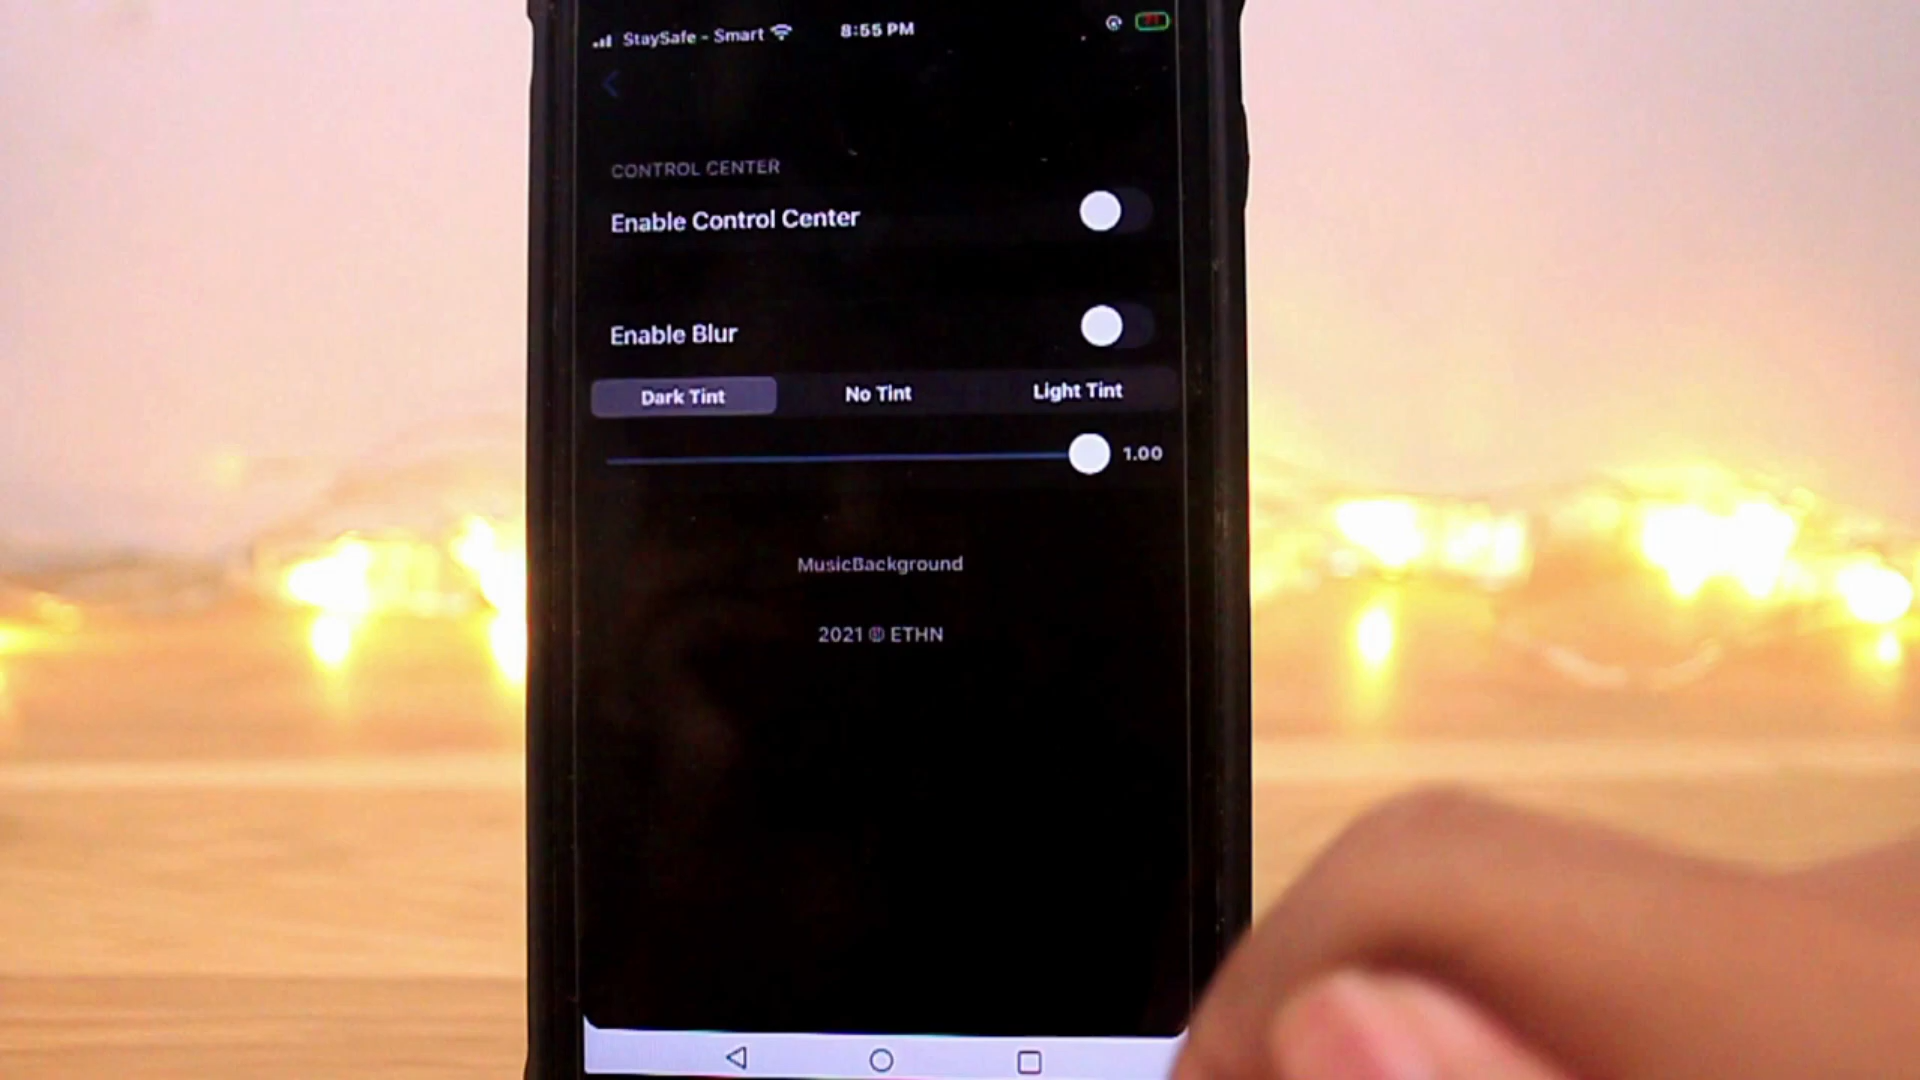 StaySafe - Smart 8:55 PM
CONTROL CENTER
Enable Control Center
Enable Blur
Dark Tint No Tint Light Tint
1.00
MusicBackground
2021 © ETHN